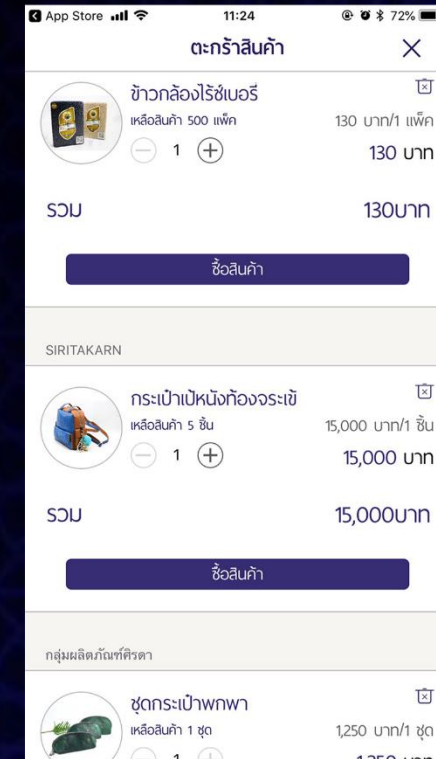 App Store 11:24 72%
ตะกร้าสินค้า
ข้าวกล้องไร้ซ์เบอรี่
เหลือสินค้า 500 แพ็ค 130 บาท/1 แพ็ค
1 130 บาท
รวม 130บาท
ซื้อสินค้า
SIRITAKARN
กระเป๋าเป้หนังท้องจระเข้
เหลือสินค้า 5 ชิ้น 15,000 บาท/1 ชิ้น
1 15,000 บาท
รวม 15,000บาท
ซื้อสินค้า
กลุ่มผลิตภัณฑ์ศิรดา
ชุดกระเป๋าพกพา
เหลือสินค้า 1 ชุด 1,250 บาท/1 ชุด
1 1,250 บาท